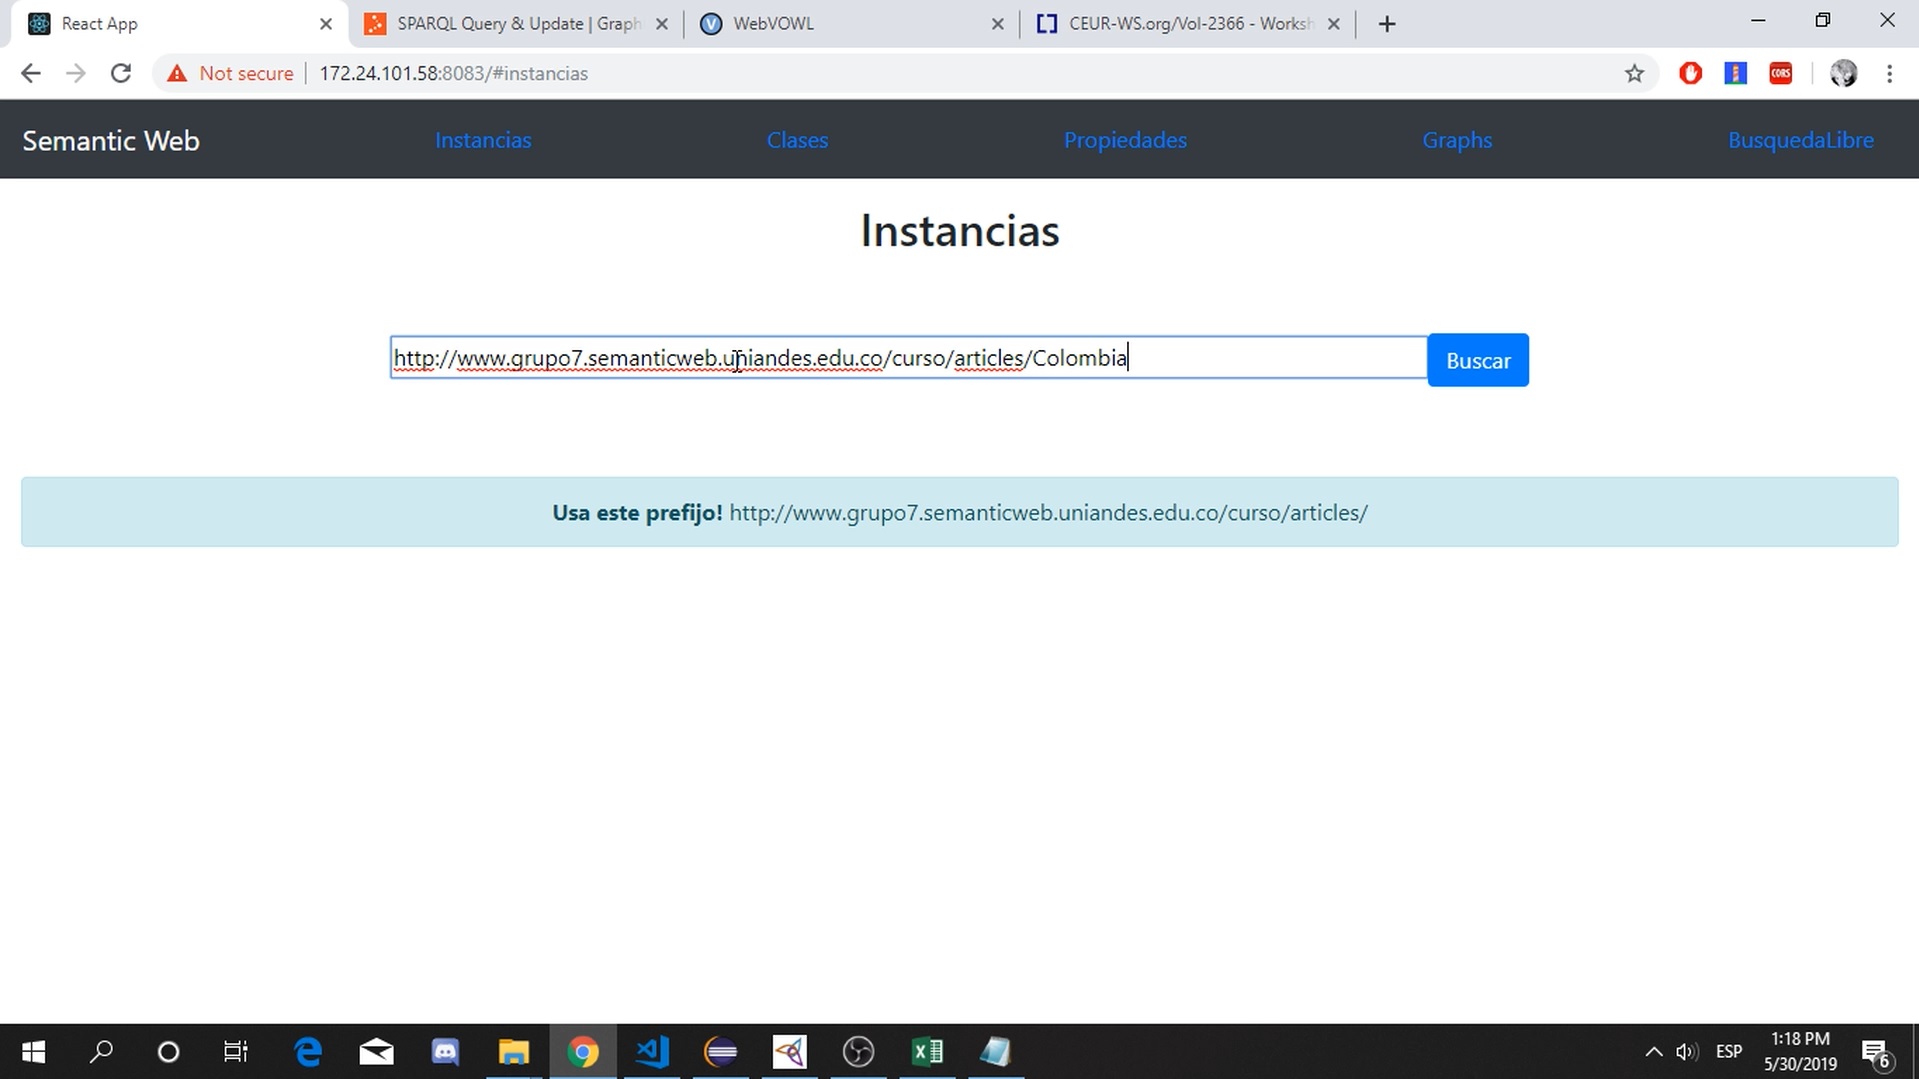 React App
SPARQL Query & Update | Graph
WebVOWL
CEUR-WS.org/Vol-2366 - Worksh
Not secure
172.24.101.58:8083/#instancias
CORS
Semantic Web
Instancias
Clases
Propiedades
Graphs
BusquedaLibre
Instancias
http://www.grupo7.semanticweb.uniandes.edu.co/curso/articles/Colombia
Buscar
Usa este prefijo! http://www.grupo7.semanticweb.uniandes.edu.co/curso/articles/
ESP
1:18 PM
5/30/2019
6